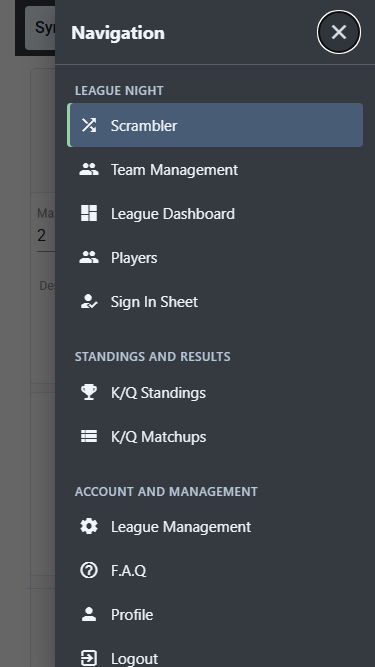 Navigation
LEAGUE NIGHT
Scrambler
Team Management
League Dashboard
Players
2
Sign In Sheet
STANDINGS AND RESULTS
K/Q Standings
K/Q Matchups
ACCOUNT AND MANAGEMENT
League Management
F.A.Q
Profile
Logout